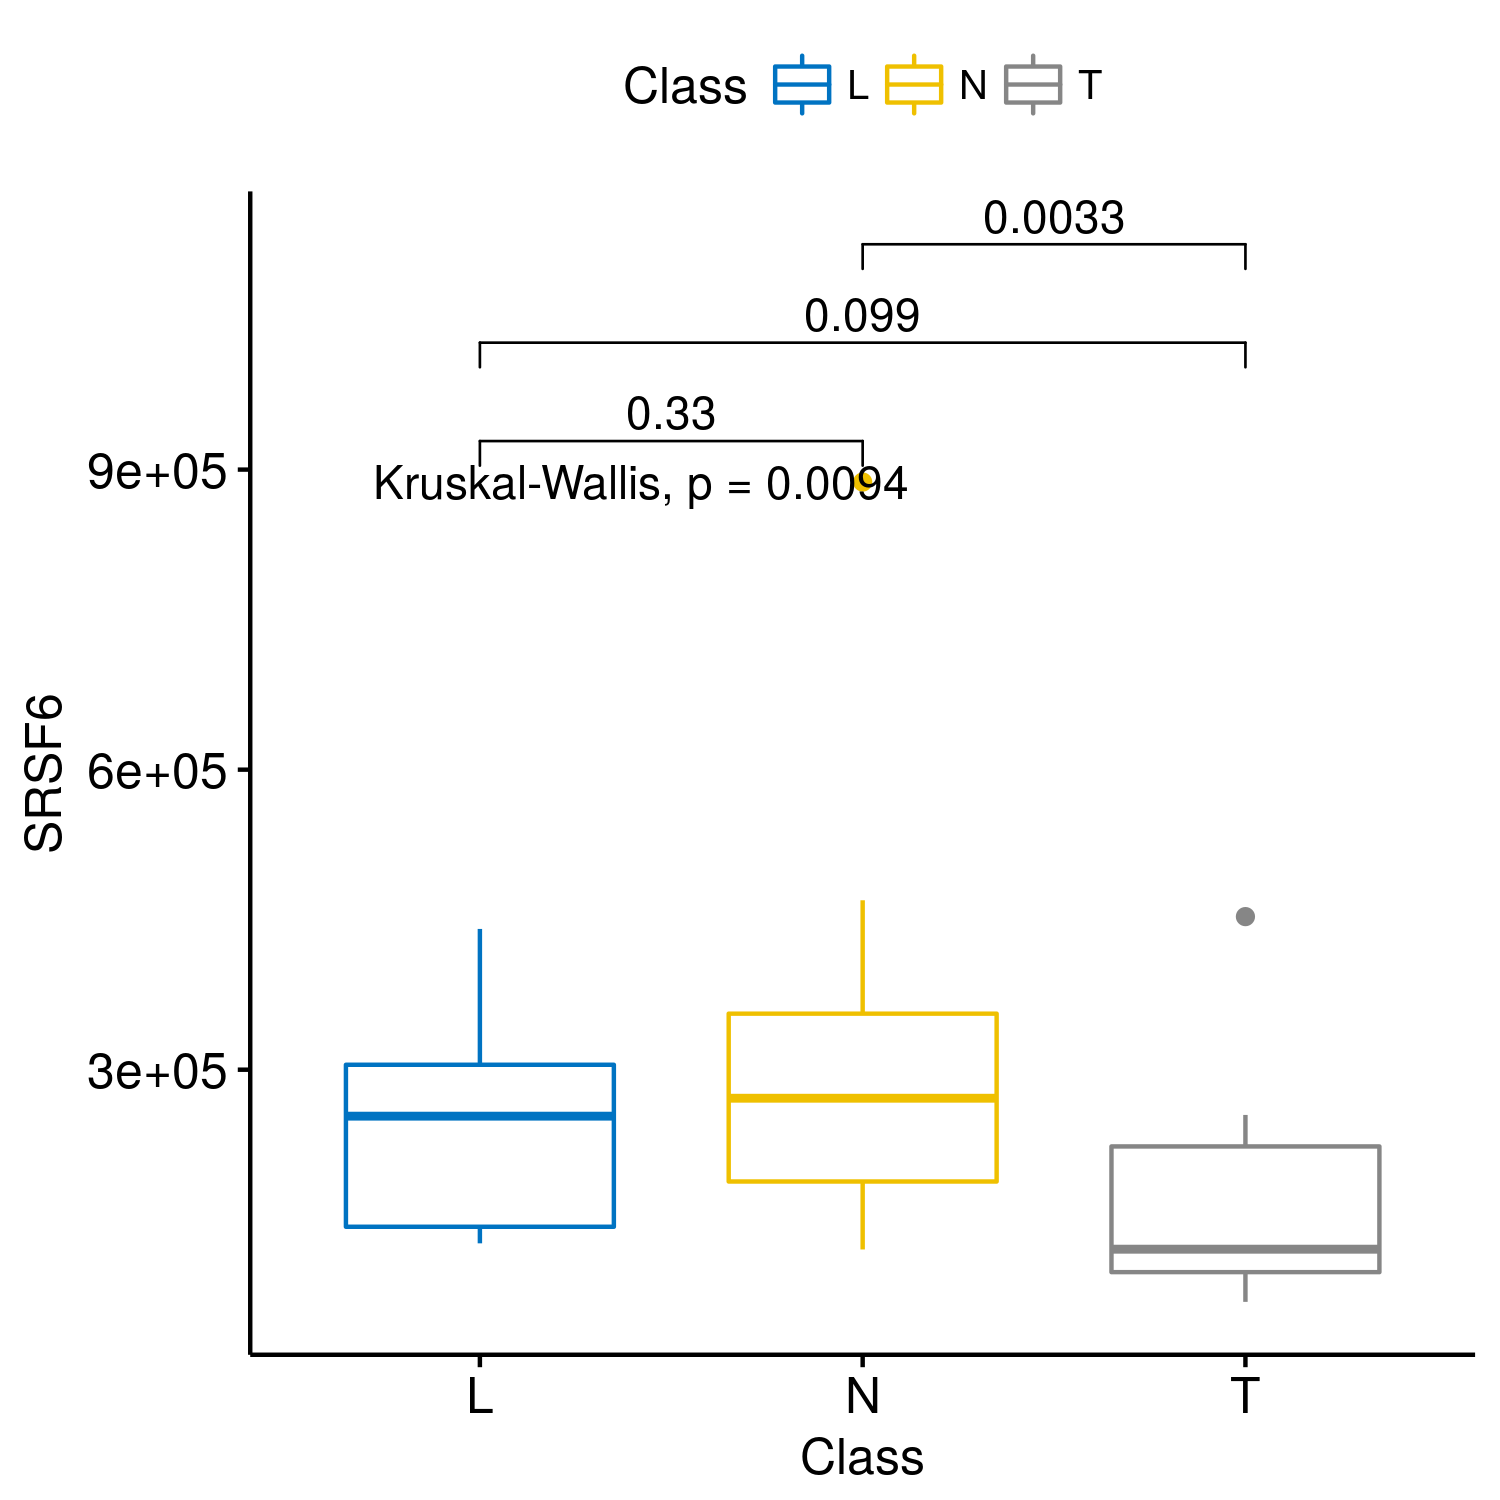 Class L N T
0.0033
0.099
0.33
Kruskal-Wallis, p = 0.0094
9e+05
6e+05
3e+05
SRSF6
L N T
Class